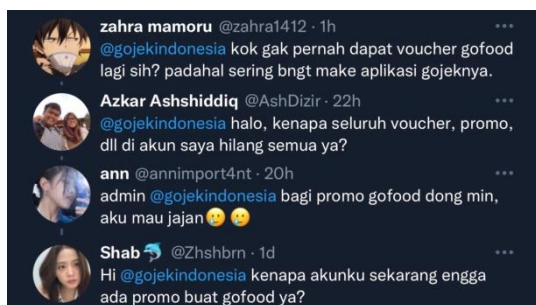 zahra mamoru @zahra1412 · 1h
@gojekindonesia kok gak pernah dapat voucher gofood
lagi sih? padahal sering bngt make aplikasi gojeknya.
Azkar Ashshiddiq @AshDizir · 22h
@gojekindonesia halo, kenapa seluruh voucher, promo,
dll di akun saya hilang semua ya?
ann @annimport4nt · 20h
admin @gojekindonesia bagi promo gofood dong min,
aku mau jajan🥲 🥲
Shab🐬 @Zhshbrn · 1d
Hi @gojekindonesia kenapa akunku sekarang engga
ada promo buat gofood ya?